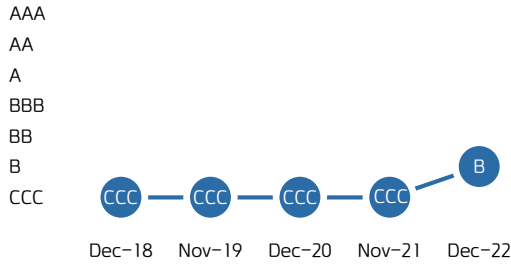 AAA
AA
A
BBB
BB
B
B
CCC
CCC
CCC
CCC
CCC
Dec-18 Nov-19 Dec-20 Nov-21 Dec-22